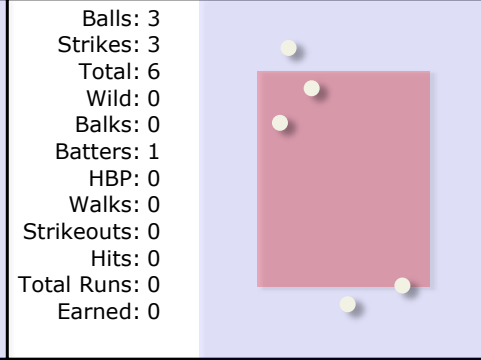 Balls: 3
Strikes: 3
Total: 6
Wild: 0
Balks: 0
Batters: 1
HBP: 0
Walks: 0
Strikeouts: 0
Hits: 0
Total Runs: 0
Earned: 0